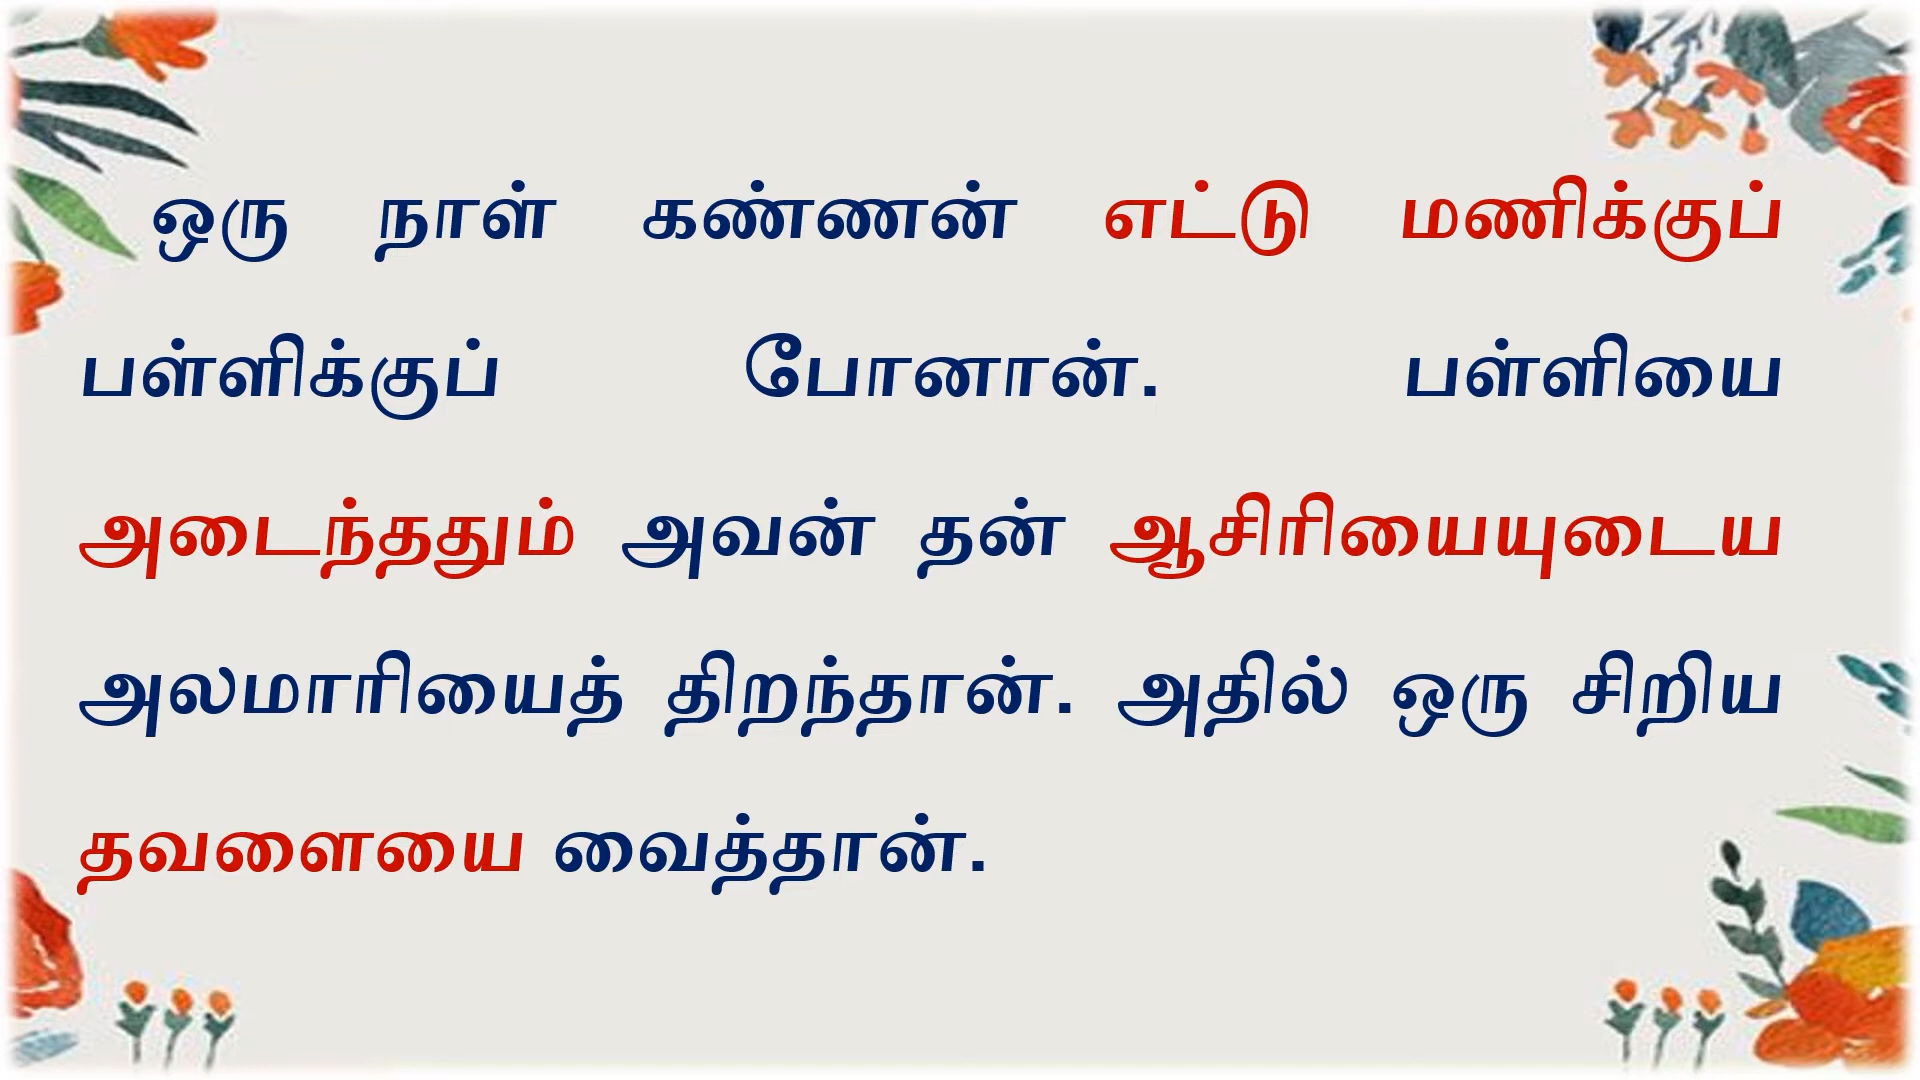 ஒரு நாள் கண்ணன் எட்டு மணிக்குப்
பள்ளிக்குப் போனான். பள்ளியை
அடைந்ததும் அவன் தன் ஆசிரியையுடைய
அலமாரியைத் திறந்தான். அதில் ஒரு சிறிய
தவளையை வைத்தான்.